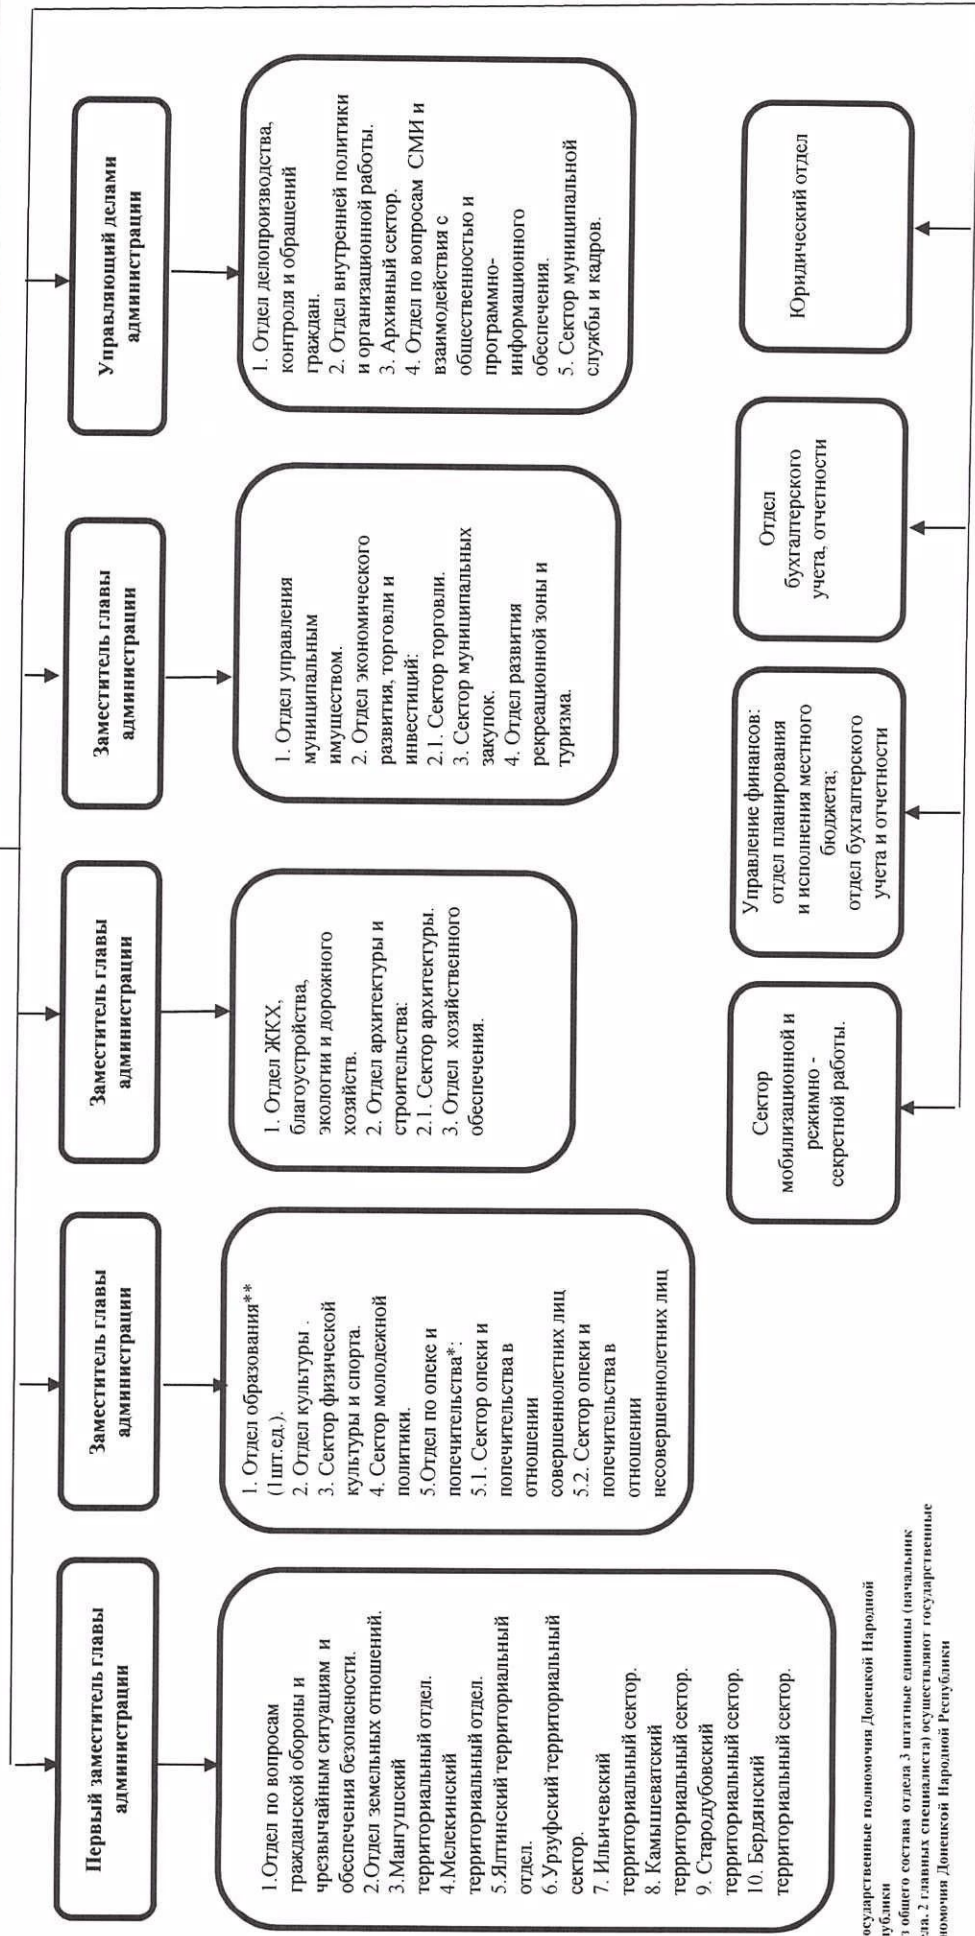 Первый заместитель главы
администрации
Заместитель главы
администрации
Заместитель главы
администрации
Заместитель главы
администрации
Управляющий делами
администрации
1.Отдел по вопросам
гражданской обороны и
чрезвычайным ситуациям и
обеспечения безопасности.
2.Отдел земельных отношений.
3.Мангушский
территориальный отдел.
4.Мелекинский
территориальный отдел.
5.Ялтинский территориальный
отдел.
6.Урзуфский территориальный
сектор.
7. Ильичевский
территориальный сектор.
8. Камышеватский
территориальный сектор.
9. Стародубовский
территориальный сектор.
10. Бердянский
территориальный сектор.
1. Отдел образования**
(1шт.ед.).
2. Отдел культуры .
3. Сектор физической
культуры и спорта.
4. Сектор молодежной
политики.
5.Отдел по опеке и
попечительства*:
5.1. Сектор опеки и
попечительства в
отношении
совершеннолетних лиц
5.2. Сектор опеки и
попечительства в
отношении
несовершеннолетних лиц
1. Отдел ЖКХ,
благоустройства,
экологии и дорожного
хозяйств.
2. Отдел архитектуры и
строительства:
2.1. Сектор архитектуры.
3. Отдел хозяйственного
обеспечения.
1. Отдел управления
муниципальным
имуществом.
2. Отдел экономического
развития, торговли и
инвестиций:
2.1. Сектор торговли.
3. Сектор муниципальных
закупок.
4. Отдел развития
рекреационной зоны и
туризма.
1. Отдел делопроизводства,
контроля и обращений
граждан.
2. Отдел внутренней политики
и организационной работы.
3. Архивный сектор.
4. Отдел по вопросам СМИ и
взаимодействия с
общественностью и
программно-
информационного
обеспечения.
5. Сектор муниципальной
службы и кадров.
Сектор
мобилизационной и
режимно -
секретной работы.
Управление финансов:
отдел планирования
и исполнения местного
бюджета;
отдел бухгалтерского
учета и отчетности
Отдел
бухгалтерского
учета, отчетности
Юридический отдел
осударственные полномочия Донецкой Народной
публики
общего состава отдела 3 штатные единицы (начальник
ла, 2 главных специалиста) осуществляют государственные
номочия Донецкой Народной Республики